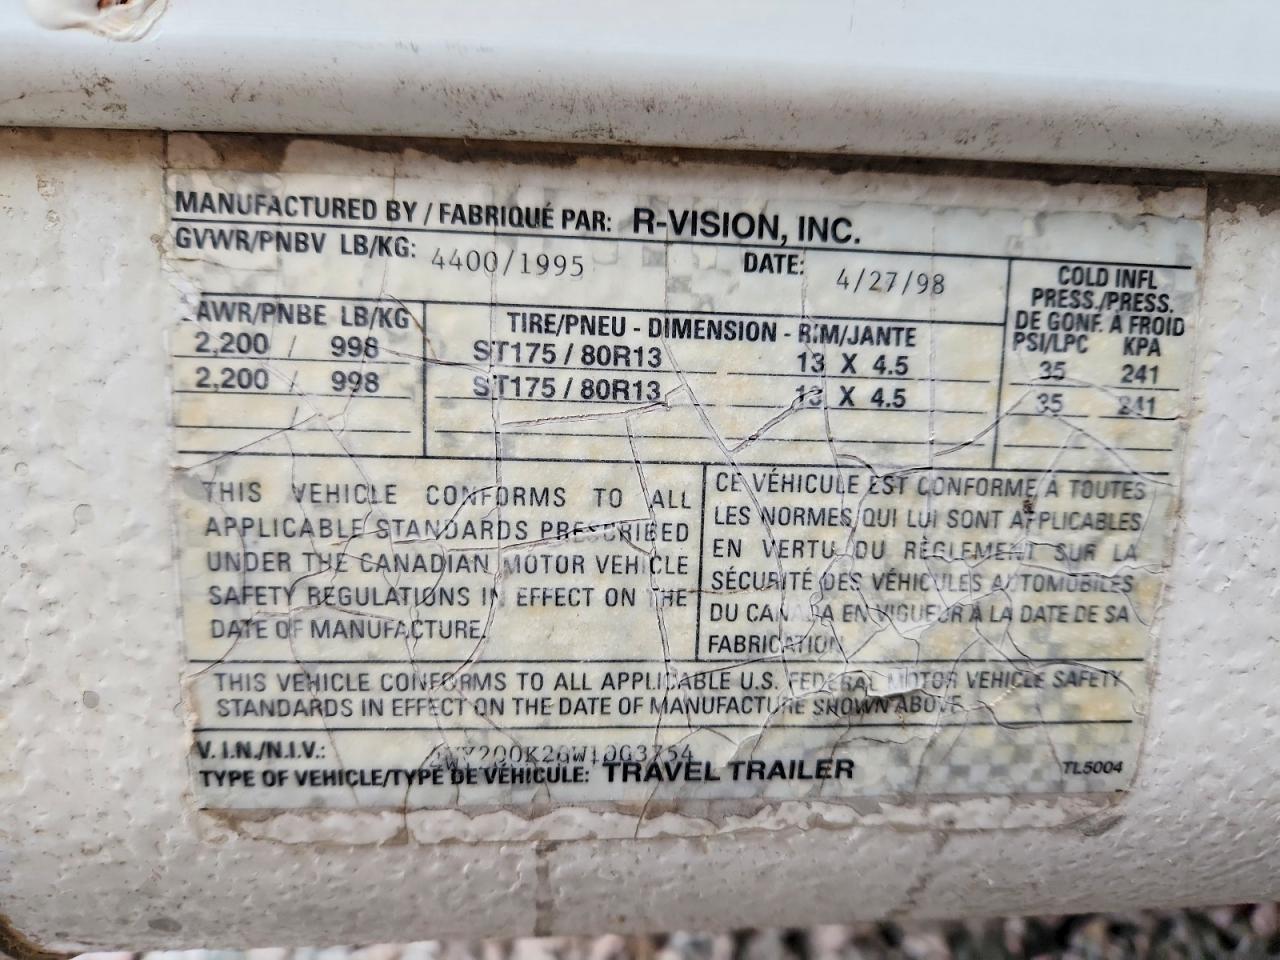 MANUFACTURED BY / FABRIQUÉ PAR: R-VISION, INC.
GVWR/PNBV LB/KG: 4400/1995 DATE: 4/27/98
COLD INFL
PRESS./PRESS.
DE GONF. A FROID
PSI/LPC KPA
AWR/PNBE LB/KG TIRE/PNEU - DIMENSION - RIM/JANTE
2,200 / 998 ST175 / 80R13 13 X 4.5 35 241
2,200 / 998 ST175 / 80R13 13 X 4.5 35 241
/
THIS VEHICLE CONFORMS TO ALL
APPLICABLE STANDARDS PRESCRIBED
UNDER THE CANADIAN MOTOR VEHICLE
SAFETY REGULATIONS IN EFFECT ON THE
DATE OF MANUFACTURE.
CE VÉHICULE EST CONFORME À TOUTES
LES NORMES QUI LUI SONT APPLICABLES
EN VERTU DU RÈGLEMENT SUR LA
SÉCURITÉ DES VÉHICULES AUTOMOBILES
DU CANADA EN VIGUEUR À LA DATE DE SA
FABRICATION
THIS VEHICLE CONFORMS TO ALL APPLICABLE U.S. FEDERAL MOTOR VEHICLE SAFETY
STANDARDS IN EFFECT ON THE DATE OF MANUFACTURE SHOWN ABOVE
V.I.N./N.I.V.:
TYPE OF VEHICLE/TYPE DE VÉHICULE: TRAVEL TRAILER TL5004